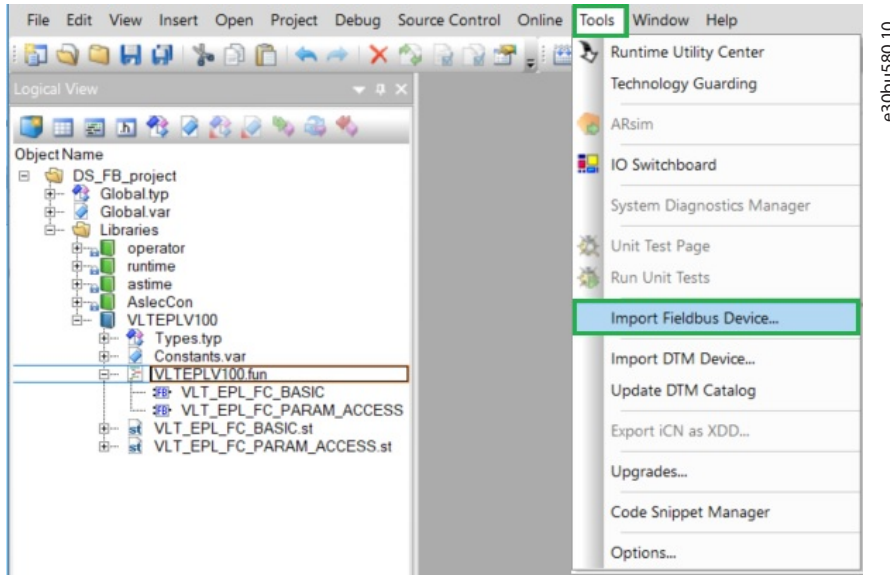 File Edit View Insert Open Project Debug Source Control Online Tools Window Help
Logical View
Object Name
DS_FB_project
Global.typ
Global.var
Libraries
operator
runtime
astime
AsIecCon
VLTEPLV100
Types.typ
Constants.var
VLTEPLV100.fun
VLT_EPL_FC_BASIC
VLT_EPL_FC_PARAM_ACCESS
VLT_EPL_FC_BASIC.st
VLT_EPL_FC_PARAM_ACCESS.st
Runtime Utility Center
Technology Guarding
ARsim
IO Switchboard
System Diagnostics Manager
Unit Test Page
Run Unit Tests
Import Fieldbus Device...
Import DTM Device...
Update DTM Catalog
Export iCN as XDD...
Upgrades...
Code Snippet Manager
Options...
e30bu580.10